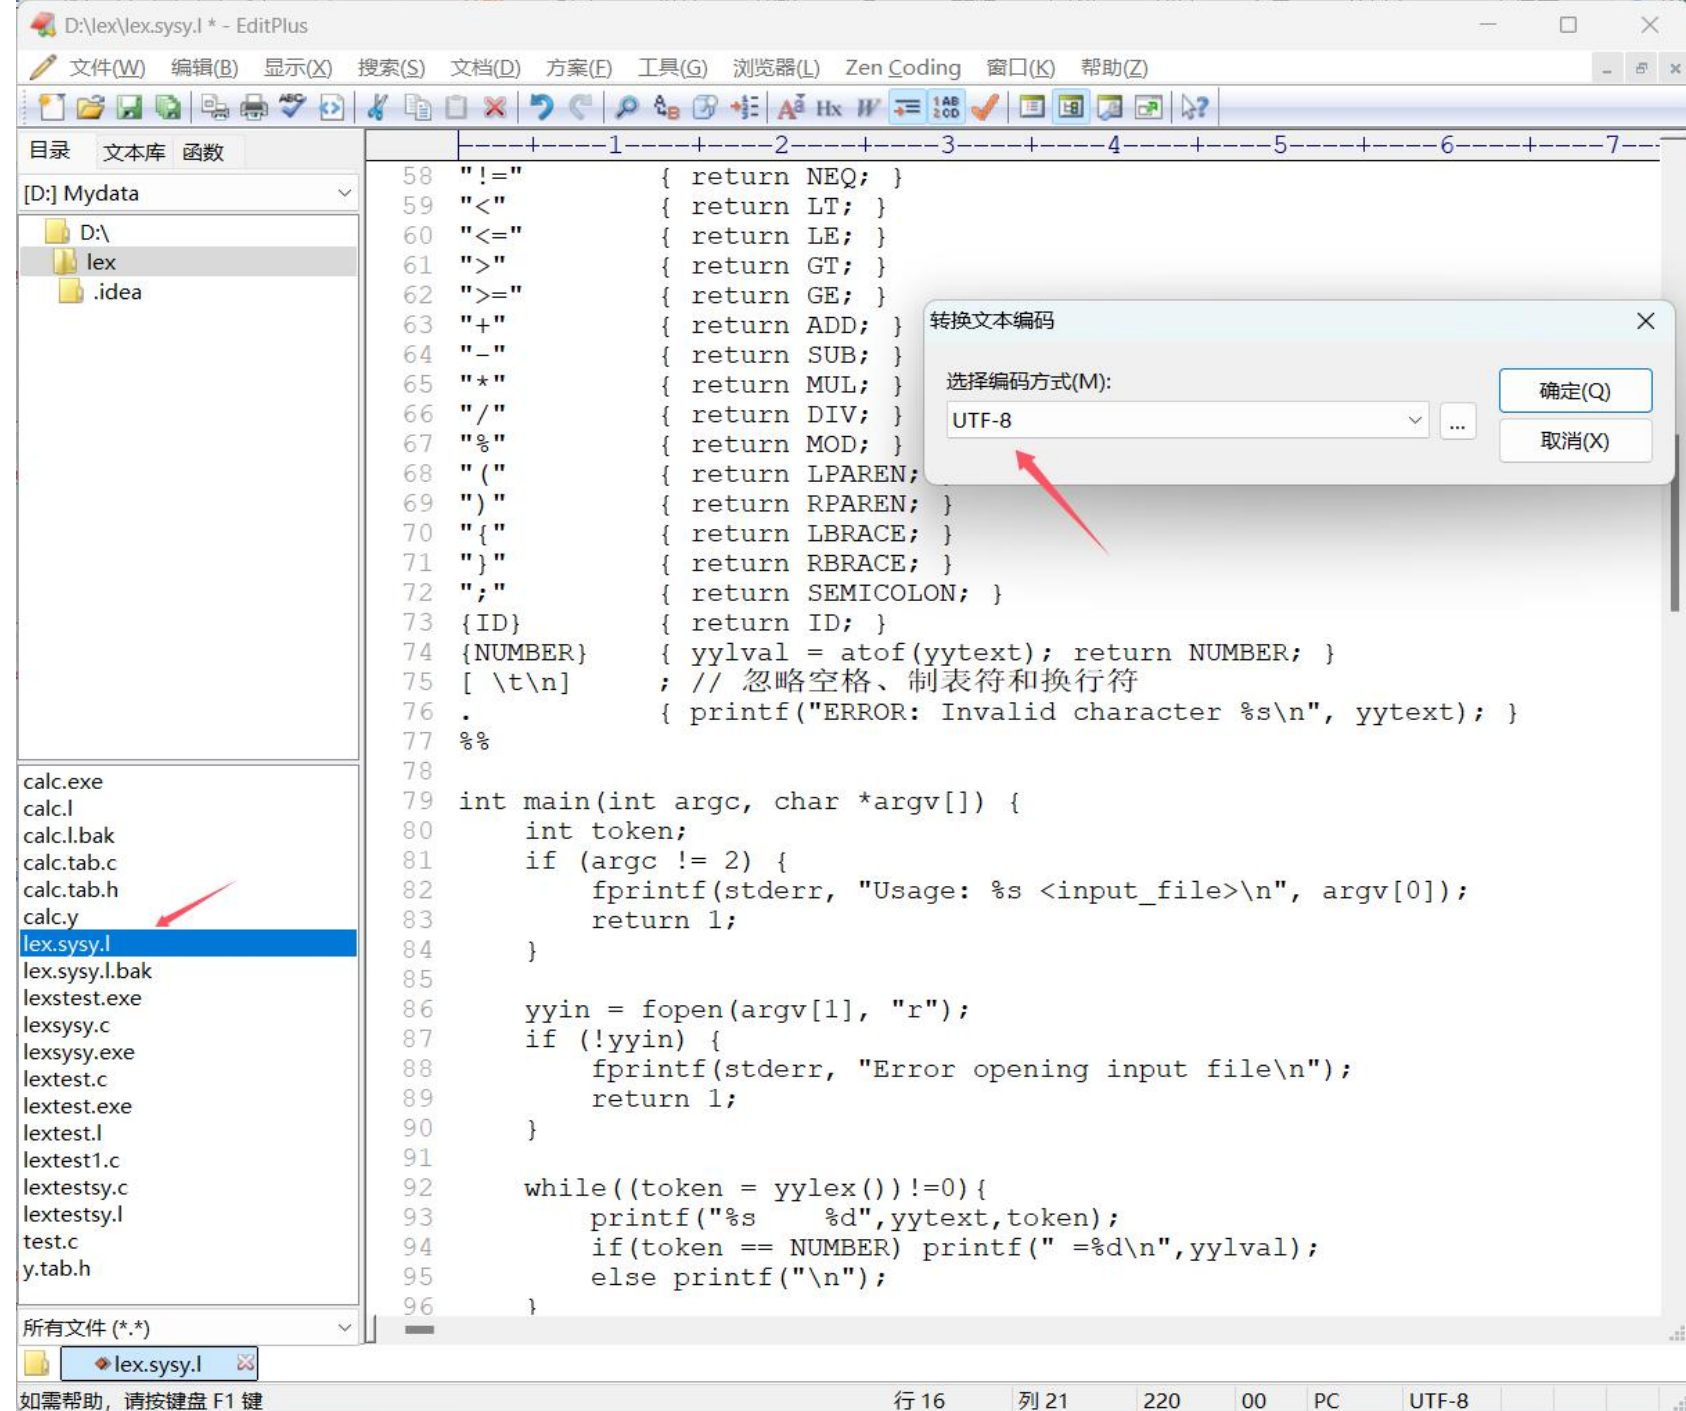 D:\lex\lex.sysy.l * - EditPlus
文件(W) 编辑(B) 显示(X) 搜索(S) 文档(D) 方案(F) 工具(G) 浏览器(L) Zen Coding 窗口(K) 帮助(Z)
目录 文本库 函数
[D:] Mydata
D:\
lex
.idea
calc.exe
calc.l
calc.l.bak
calc.tab.c
calc.tab.h
calc.y
lex.sysy.l
lex.sysy.l.bak
lexstest.exe
lexsysy.c
lexsysy.exe
lextest.c
lextest.exe
lextest.l
lextest1.c
lextestsy.c
lextestsy.l
test.c
y.tab.h
所有文件 (*.*)
----+----1----+----2----+----3----+----4----+----5----+----6----+----7---
58 "!=" { return NEQ; }
59 "<" { return LT; }
60 "<=" { return LE; }
61 ">" { return GT; }
62 ">=" { return GE; }
63 "+" { return ADD; }
64 "-" { return SUB; }
65 "*" { return MUL; }
66 "/" { return DIV; }
67 "%" { return MOD; }
68 "(" { return LPAREN;
69 ")" { return RPAREN; }
70 "{" { return LBRACE; }
71 "}" { return RBRACE; }
72 ";" { return SEMICOLON; }
73 {ID} { return ID; }
74 {NUMBER} { yylval = atof(yytext); return NUMBER; }
75 [ \t\n] ; // 忽略空格、制表符和换行符
76 . { printf("ERROR: Invalid character %s\n", yytext); }
77 %%
78
79 int main(int argc, char *argv[]) {
80 int token;
81 if (argc != 2) {
82 fprintf(stderr, "Usage: %s <input_file>\n", argv[0]);
83 return 1;
84 }
85
86 yyin = fopen(argv[1], "r");
87 if (!yyin) {
88 fprintf(stderr, "Error opening input file\n");
89 return 1;
90 }
91
92 while((token = yylex())!=0){
93 printf("%s    %d",yytext,token);
94 if(token == NUMBER) printf(" =%d\n",yylval);
95 else printf("\n");
96 }
转换文本编码
选择编码方式(M):
UTF-8
...
确定(Q)
取消(X)
lex.sysy.l
如需帮助，请按键盘 F1 键 行 16 列 21 220 00 PC UTF-8